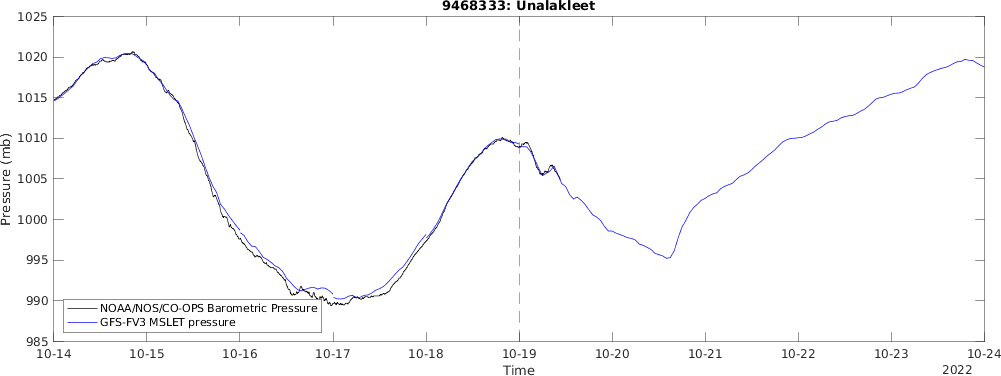 9468333: Unalakleet
1025
1020
1015
1010
1005
1000
995
990
985
Pressure (mb)
NOAA/NOS/CO-OPS Barometric Pressure
GFS-FV3 MSLET pressure
10-14 10-15 10-16 10-17 10-18 10-19 10-20 10-21 10-22 10-23 10-24
Time
2022